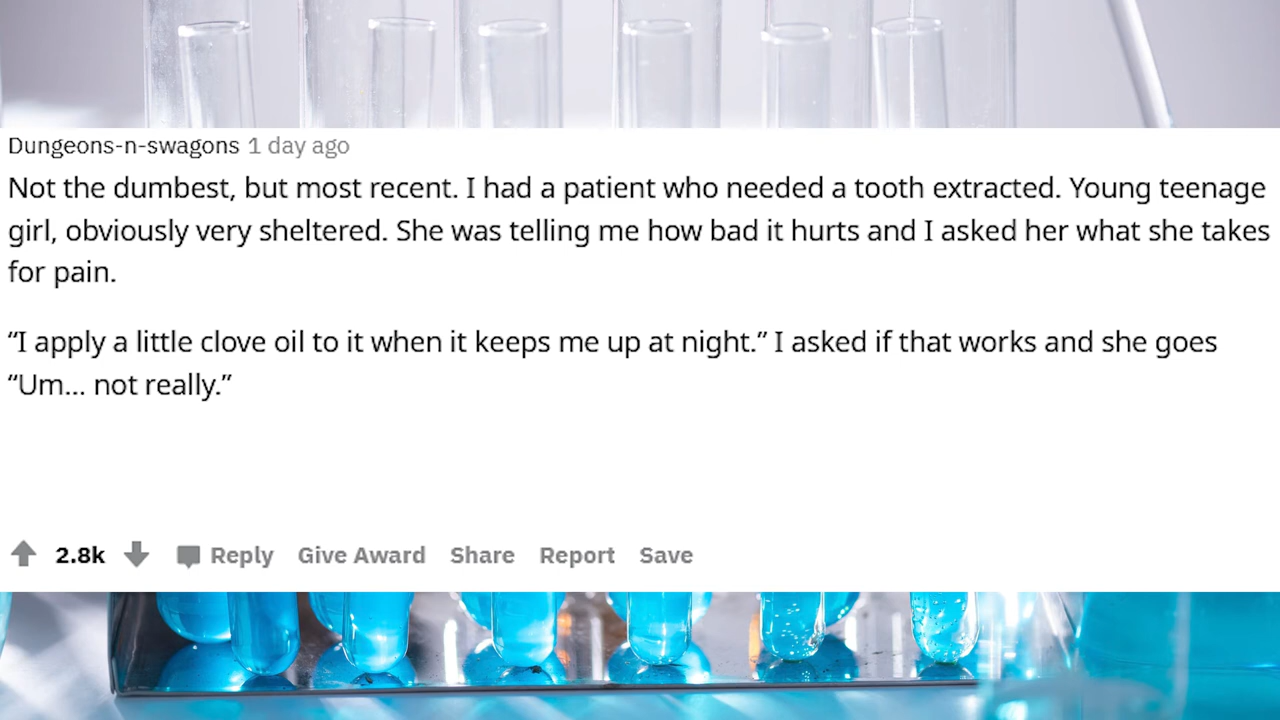 Dungeons-n-swagons 1 day ago
Not the dumbest, but most recent. I had a patient who needed a tooth extracted. Young teenage
girl, obviously very sheltered. She was telling me how bad it hurts and I asked her what she takes
for pain.
“I apply a little clove oil to it when it keeps me up at night.” I asked if that works and she goes
“Um... not really.”
2.8k Reply Give Award Share Report Save